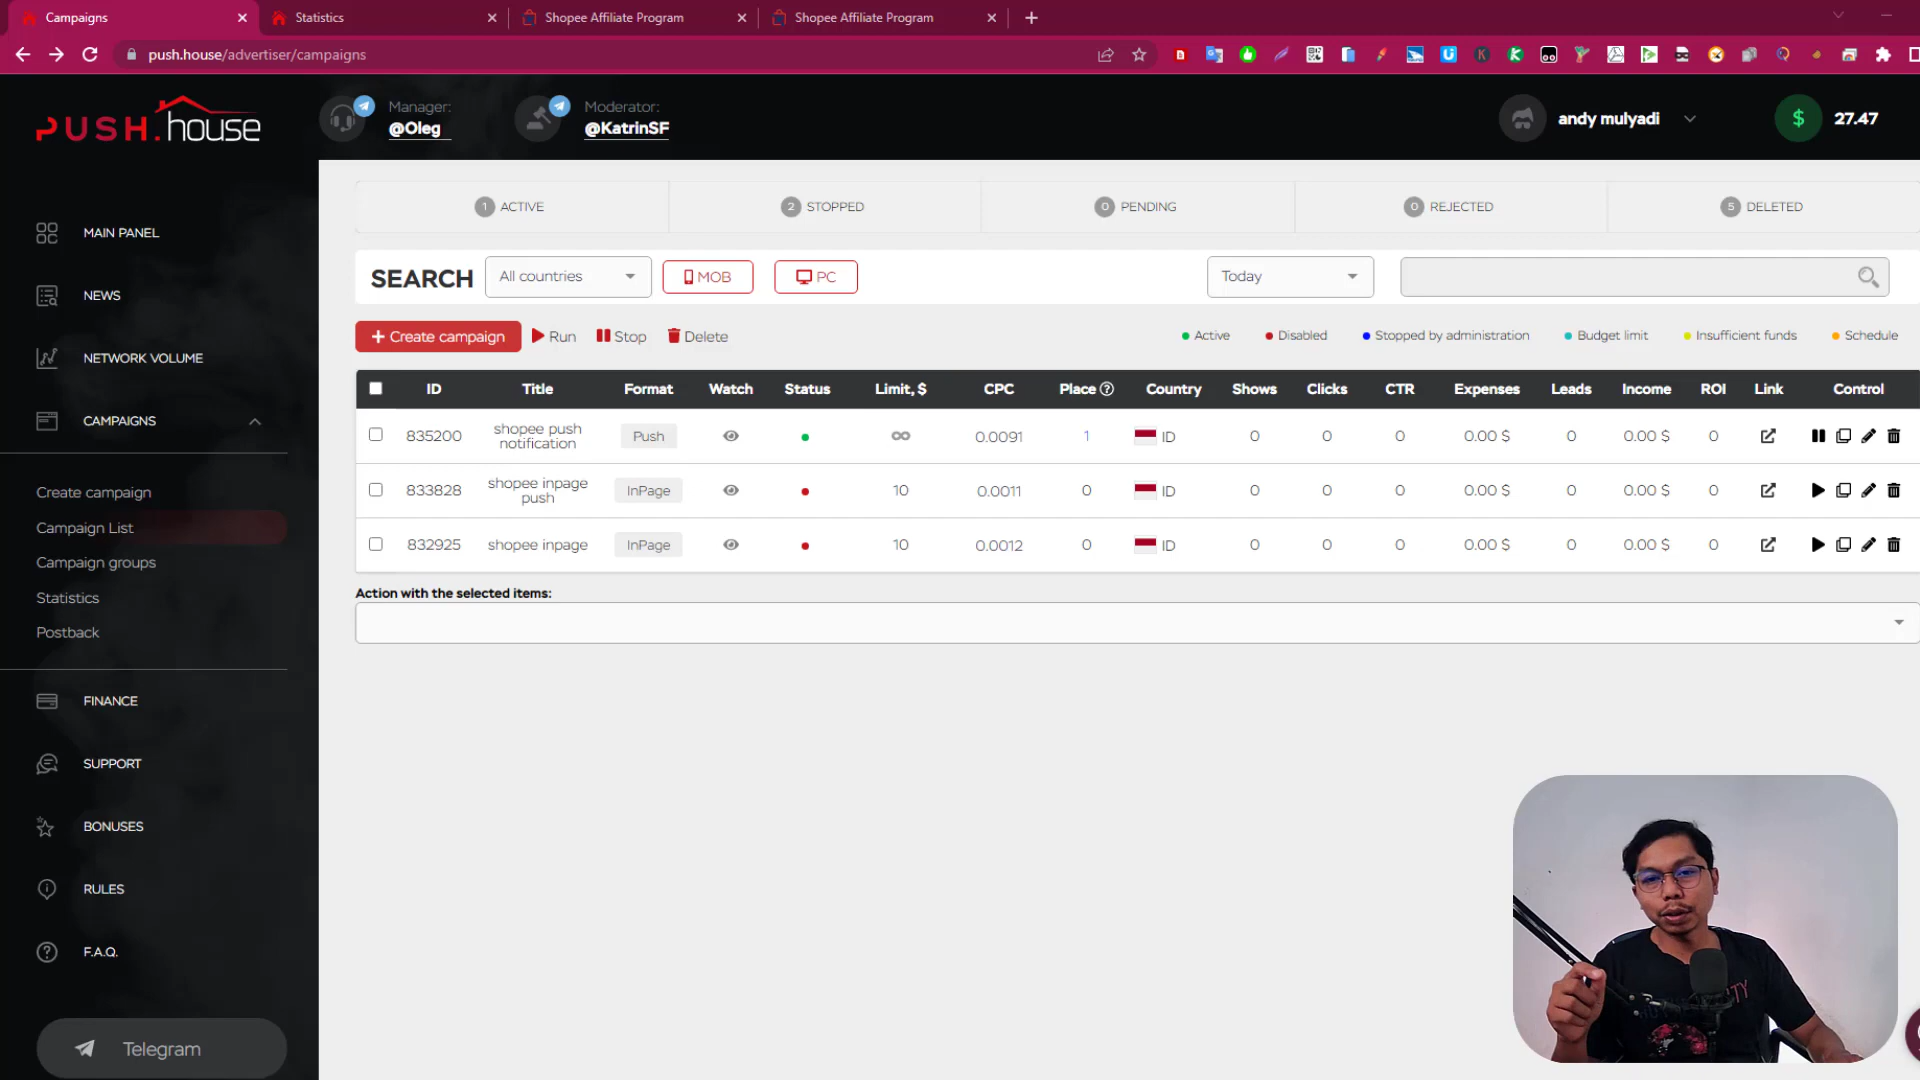 Campaigns
Statistics
Shopee Affiliate Program
Shopee Affiliate Program
push.house/advertiser/campaigns
PUSH.house
Manager:
@Oleg
Moderator:
@KatrinSF
andy mulyadi
$ 27.47
MAIN PANEL
NEWS
NETWORK VOLUME
CAMPAIGNS
Create campaign
Campaign List
Campaign groups
Statistics
Postback
FINANCE
SUPPORT
BONUSES
RULES
F.A.Q.
Telegram
1 ACTIVE
2 STOPPED
0 PENDING
0 REJECTED
5 DELETED
SEARCH
All countries
MOB
PC
Today
+ Create campaign
Run
Stop
Delete
Active
Disabled
Stopped by administration
Budget limit
Insufficient funds
Schedule
ID Title Format Watch Status Limit, $ CPC Place ? Country Shows Clicks CTR Expenses Leads Income ROI Link Control
835200 shopee push notification Push ∞ 0.0091 1 ID 0 0 0 0.00 $ 0 0.00 $ 0
833828 shopee inpage push InPage 10 0.0011 0 ID 0 0 0 0.00 $ 0 0.00 $ 0
832925 shopee inpage InPage 10 0.0012 0 ID 0 0 0 0.00 $ 0 0.00 $ 0
Action with the selected items: